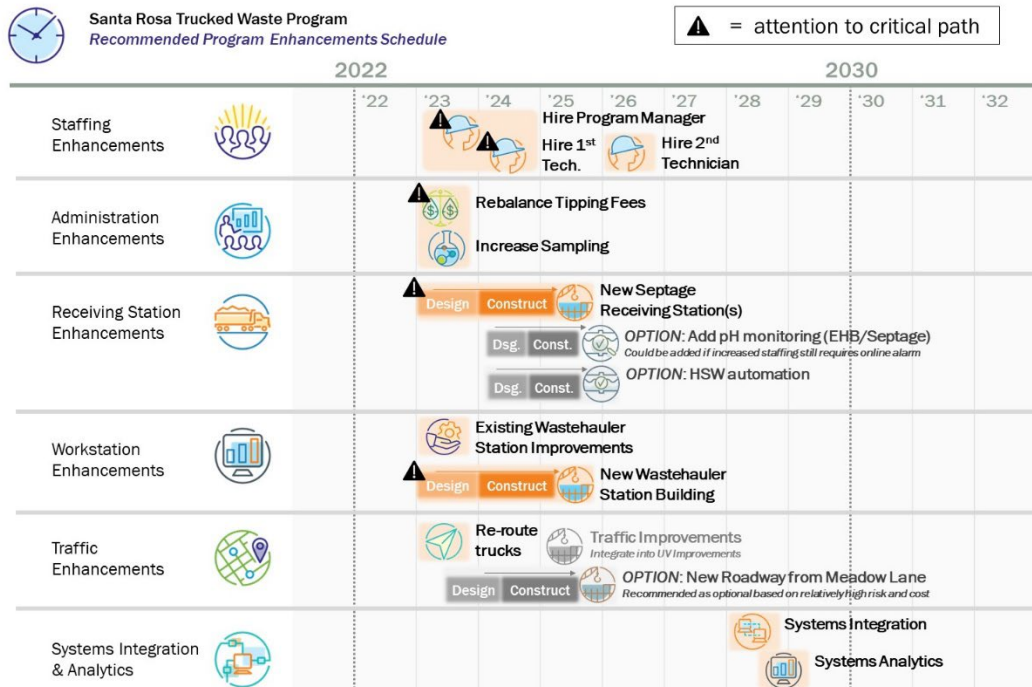 Santa Rosa Trucked Waste Program
Recommended Program Enhancements Schedule
! = attention to critical path
2022 2030
'22 '23 '24 '25 '26 '27 '28 '29 '30 '31 '32
Staffing
Enhancements
! Hire Program Manager
! Hire 1st
Tech.
Hire 2nd
Technician
Administration
Enhancements
! $ $ Rebalance Tipping Fees
Increase Sampling
Receiving Station
Enhancements
! Design Construct New Septage
Receiving Station(s)
Dsg. Const. OPTION: Add pH monitoring (EHB/Septage)
Could be added if increased staffing still requires online alarm
Dsg. Const. OPTION: HSW automation
Workstation
Enhancements
Existing Wastehauler
Station Improvements
! Design Construct New Wastehauler
Station Building
Traffic
Enhancements
Re-route
trucks
Traffic Improvements
Integrate into UV Improvements
Design Construct OPTION: New Roadway from Meadow Lane
Recommended as optional based on relatively high risk and cost
Systems Integration
& Analytics
Systems Integration
Systems Analytics